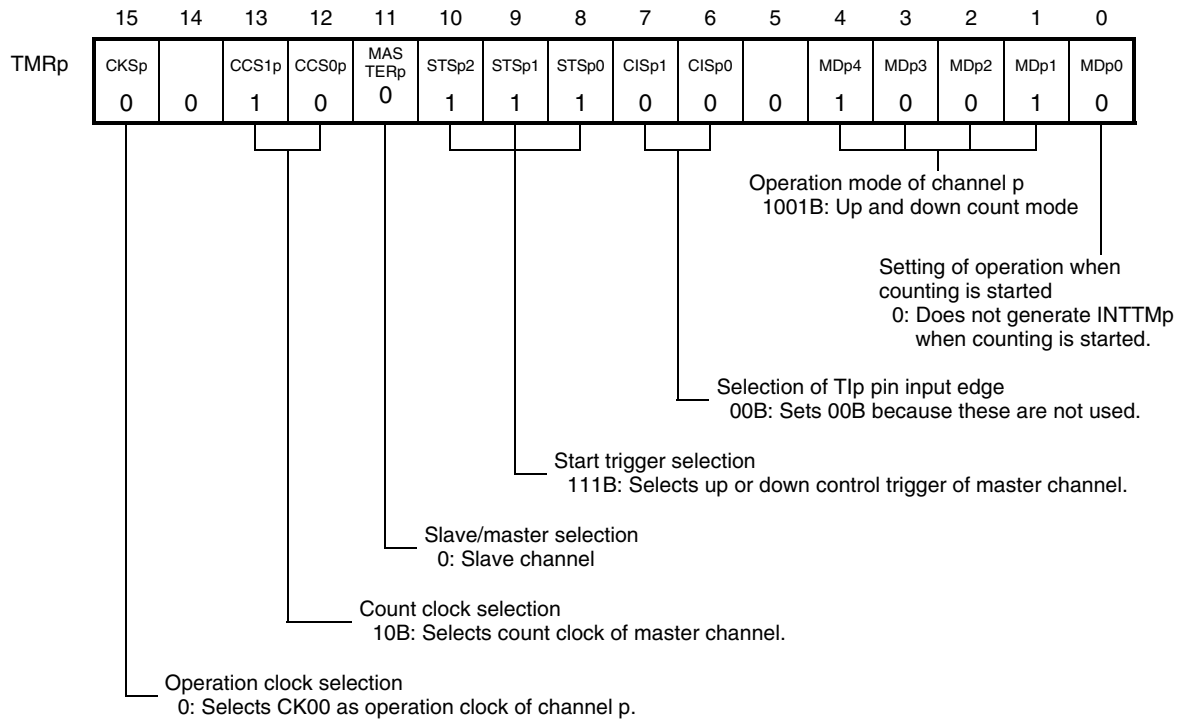 15 14 13 12 11 10 9 8 7 6 5 4 3 2 1 0
TMRp CKSp CCS1p CCS0p MAS TERp STSp2 STSp1 STSp0 CISp1 CISp0 MDp4 MDp3 MDp2 MDp1 MDp0
0 0 1 0 0 1 1 1 0 0 0 1 0 0 1 0
Operation mode of channel p
1001B: Up and down count mode
Setting of operation when
counting is started
0: Does not generate INTTMp
when counting is started.
Selection of TIp pin input edge
00B: Sets 00B because these are not used.
Start trigger selection
111B: Selects up or down control trigger of master channel.
Slave/master selection
0: Slave channel
Count clock selection
10B: Selects count clock of master channel.
Operation clock selection
0: Selects CK00 as operation clock of channel p.